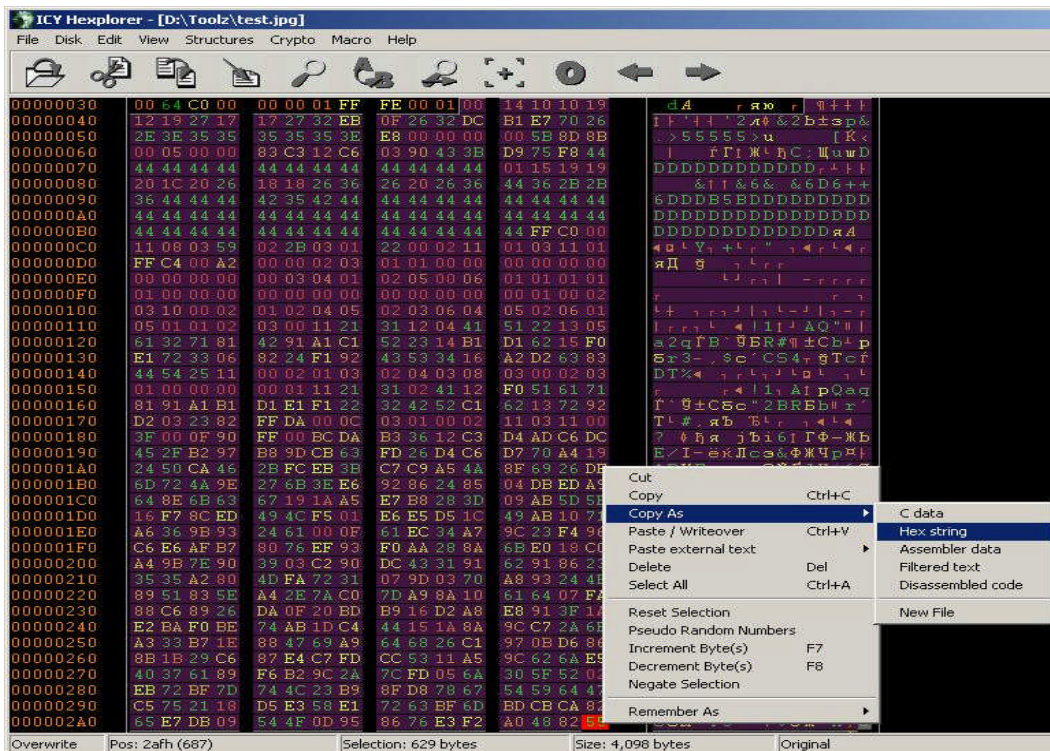 ICY Hexplorer - [D:\Toolz\test.jpg]
File Disk Edit View Structures Crypto Macro Help
00000030 00 64 C0 00 00 00 01 FF FE 00 01 00 14 10 10 19
00000040 12 19 27 17 17 27 32 EB 0F 26 32 DC B1 E7 70 26
00000050 2E 3E 35 35 35 35 35 3E E8 00 00 00 00 5B 8D 8B
00000060 00 05 00 00 83 C3 12 C6 03 90 43 3B D9 75 F8 44
00000070 44 44 44 44 44 44 44 44 44 44 44 44 01 15 19 19
00000080 20 1C 20 26 18 18 26 36 26 20 26 36 44 36 2B 2B
00000090 36 44 44 44 42 35 42 44 44 44 44 44 44 44 44 44
000000A0 44 44 44 44 44 44 44 44 44 44 44 44 44 44 44 44
000000B0 44 44 44 44 44 44 44 44 44 44 44 44 44 FF C0 00
000000C0 11 08 03 59 02 2B 03 01 22 00 02 11 01 03 11 01
000000D0 FF C4 00 A2 00 00 02 03 01 01 00 00 00 00 00 00
000000E0 00 00 00 00 00 03 04 01 02 05 00 06 01 01 01 01
000000F0 01 00 00 00 00 00 00 00 00 00 00 00 00 01 00 02
00000100 03 10 00 02 01 02 04 05 02 03 06 04 05 02 06 01
00000110 05 01 01 02 03 00 11 21 31 12 04 41 51 22 13 05
00000120 61 32 71 81 42 91 A1 C1 52 23 14 B1 D1 62 15 F0
00000130 E1 72 33 06 82 24 F1 92 43 53 34 16 A2 D2 63 83
00000140 44 54 25 11 00 02 01 03 02 04 03 08 03 00 02 03
00000150 01 00 00 00 00 01 11 21 31 02 41 12 F0 51 61 71
00000160 81 91 A1 B1 D1 E1 F1 22 32 42 52 C1 62 13 72 92
00000170 D2 03 23 82 FF DA 00 0C 03 01 00 02 11 03 11 00
00000180 3F 00 0F 90 FF 00 BC DA B3 36 12 C3 D4 AD C6 DC
00000190 45 2F B2 97 B8 9D CB 63 FD 26 D4 C6 D7 70 A4 19
000001A0 24 50 CA 46 2B FC EB 3B C7 C9 A5 4A 8F 69 26
000001B0 6D 72 4A 9E 27 6B 3E E6 92 86 24 85 04 DB ED
000001C0 64 8E 6B 63 67 19 1A A5 E7 B8 28 3D 09 AB 5D
000001D0 16 F7 8C ED 49 4C F5 01 E6 E5 D5 1C 49 AB 10
000001E0 A6 36 9B 93 24 61 00 0F 61 EC 34 A7 9C 23 F4
000001F0 C6 E6 AF B7 80 76 EF 93 F0 AA 28 8A 6B E0 18
00000200 A4 9B 7E 90 39 03 C2 90 DC 43 31 91 62 91 86
00000210 35 35 A2 80 4D FA 72 31 07 9D 03 70 A8 93 24
00000220 89 51 83 5E A4 2E 7A C0 7D A9 8A 10 61 64 07
00000230 88 C6 89 26 DA 0F 20 BD B9 16 D2 A8 E8 91 3F
00000240 E2 BA F0 BE 74 AB 1D C4 44 15 1A 8A 9C C7 2A
00000250 A3 33 B7 1E 88 47 69 A9 64 68 26 C1 97 0B D6
00000260 8B 1B 29 C6 87 E4 C7 FD CC 53 11 A5 9C 62 6A
00000270 40 37 61 89 F6 B2 9C 2A 7C FD 05 6A 30 5F 52
00000280 EB 72 BF 7D 74 4C 23 B9 8F D8 78 67 54 59 64
00000290 C5 75 21 18 D5 E3 58 E1 72 63 BF 6D BD CB CA
000002A0 65 E7 DB 09 54 4F 0D 95 86 76 E3 F2 A0 48 82
Cut
Copy Ctrl+C
Copy As
Paste / Writeover Ctrl+V
Paste external text
Delete Del
Select All Ctrl+A
Reset Selection
Pseudo Random Numbers
Increment Byte(s) F7
Decrement Byte(s) F8
Negate Selection
Remember As
C data
Hex string
Assembler data
Filtered text
Disassembled code
New File
Overwrite Pos: 2afh (687) Selection: 629 bytes Size: 4,098 bytes Original